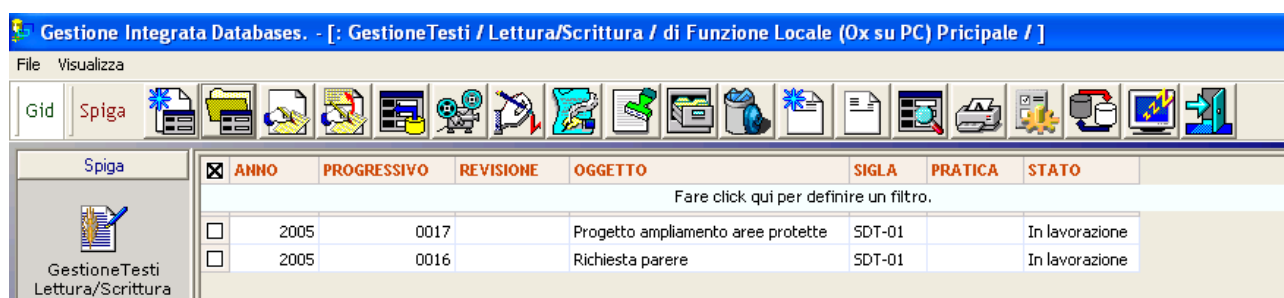 Gestione Integrata Databases. - [: GestioneTesti / Lettura/Scrittura / di Funzione Locale (Ox su PC) Pricipale / ]
File Visualizza
Gid Spiga
Spiga
ANNO PROGRESSIVO REVISIONE OGGETTO SIGLA PRATICA STATO
Fare click qui per definire un filtro.
2005 0017 Progetto ampliamento aree protette SDT-01 In lavorazione
2005 0016 Richiesta parere SDT-01 In lavorazione
GestioneTesti
Lettura/Scrittura